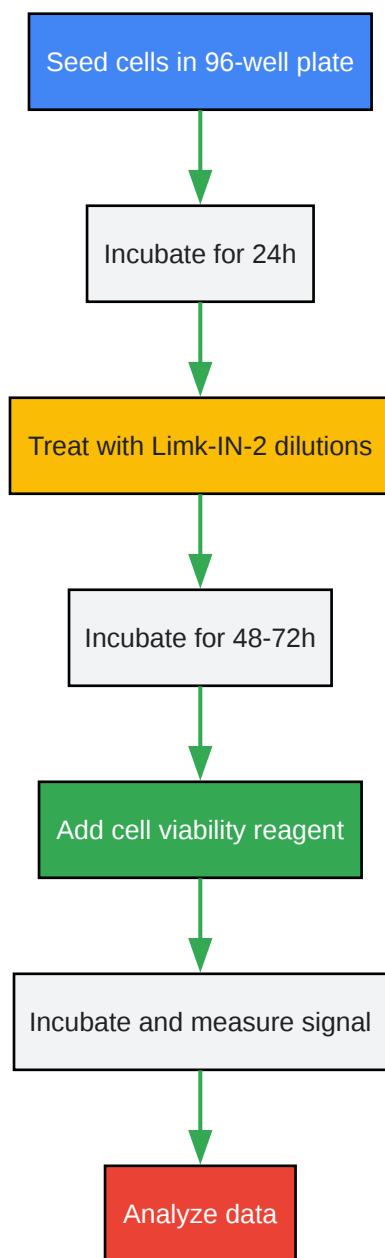 Seed cells in 96-well plate
Incubate for 24h
Treat with Limk-IN-2 dilutions
Incubate for 48-72h
Add cell viability reagent
Incubate and measure signal
Analyze data